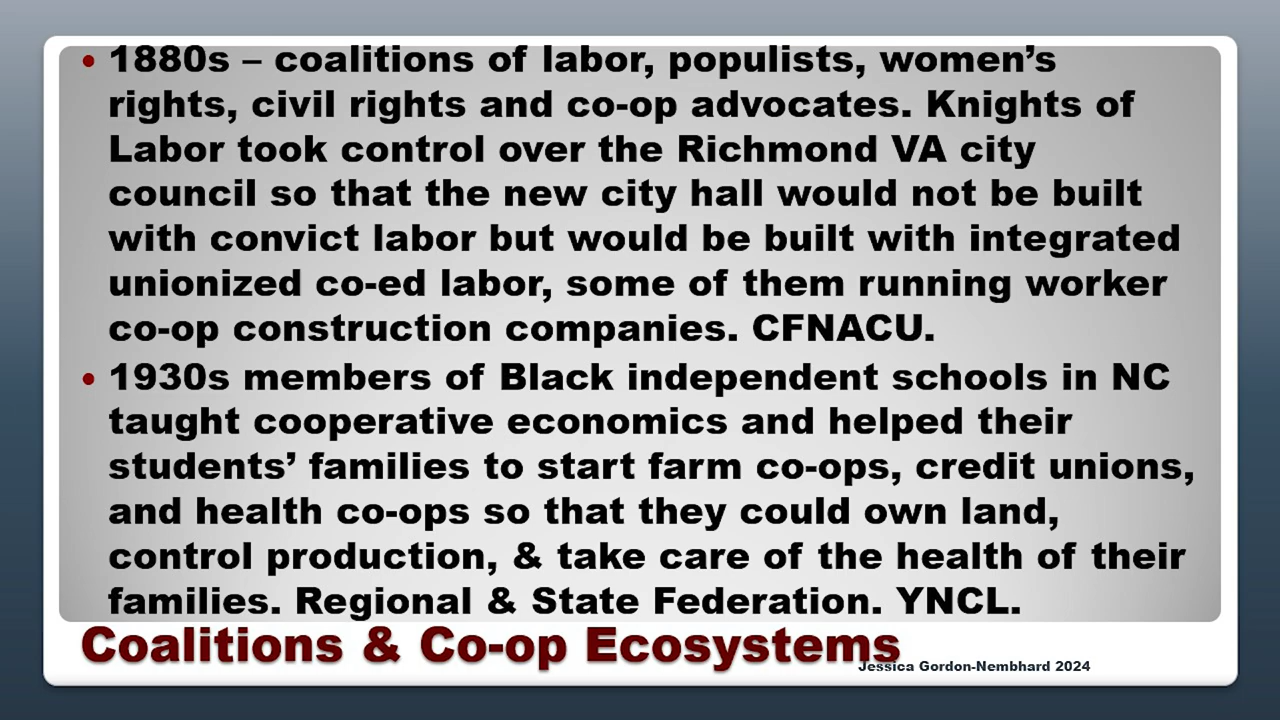 • 1880s – coalitions of labor, populists, women’s
rights, civil rights and co-op advocates. Knights of
Labor took control over the Richmond VA city
council so that the new city hall would not be built
with convict labor but would be built with integrated
unionized co-ed labor, some of them running worker
co-op construction companies. CFNACU.
• 1930s members of Black independent schools in NC
taught cooperative economics and helped their
students’ families to start farm co-ops, credit unions,
and health co-ops so that they could own land,
control production, & take care of the health of their
families. Regional & State Federation. YNCL.
Coalitions & Co-op Ecosystems
Jessica Gordon-Nembhard 2024